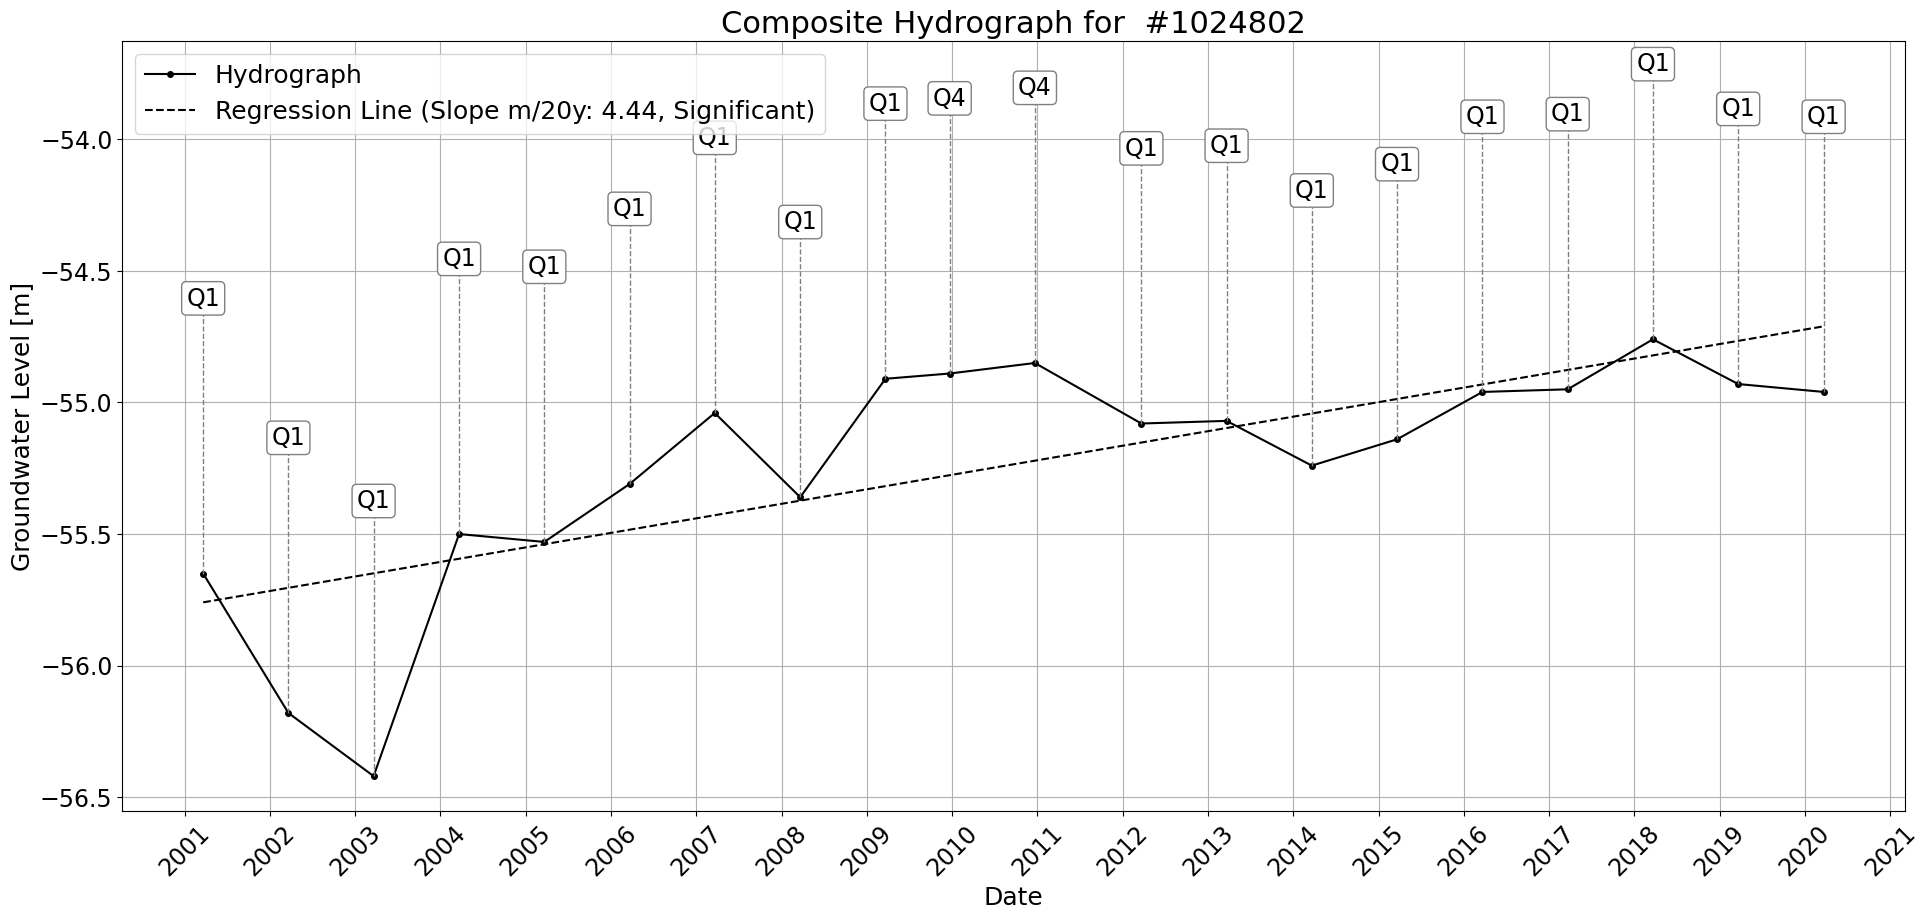 Composite Hydrograph for  #1024802
Hydrograph
Regression Line (Slope m/20y: 4.44, Significant)
Q1
Q1
Q1
Q1
Q1
Q1
Q1
Q1
Q1
Q4
Q4
Q1
Q1
Q1
Q1
Q1
Q1
Q1
Q1
Q1
Groundwater Level [m]
−54.0
−54.5
−55.0
−55.5
−56.0
−56.5
2001
2002
2003
2004
2005
2006
2007
2008
2009
2010
2011
2012
2013
2014
2015
2016
2017
2018
2019
2020
2021
Date